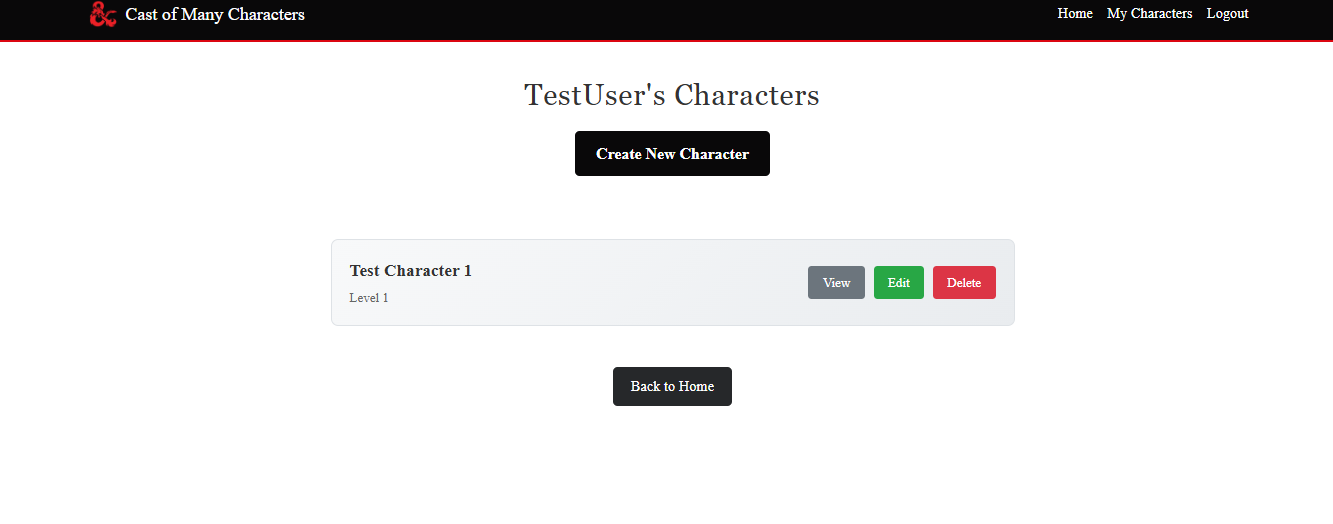 Cast of Many Characters
Home My Characters Logout
TestUser's Characters
Create New Character
Test Character 1
Level 1
View Edit Delete
Back to Home